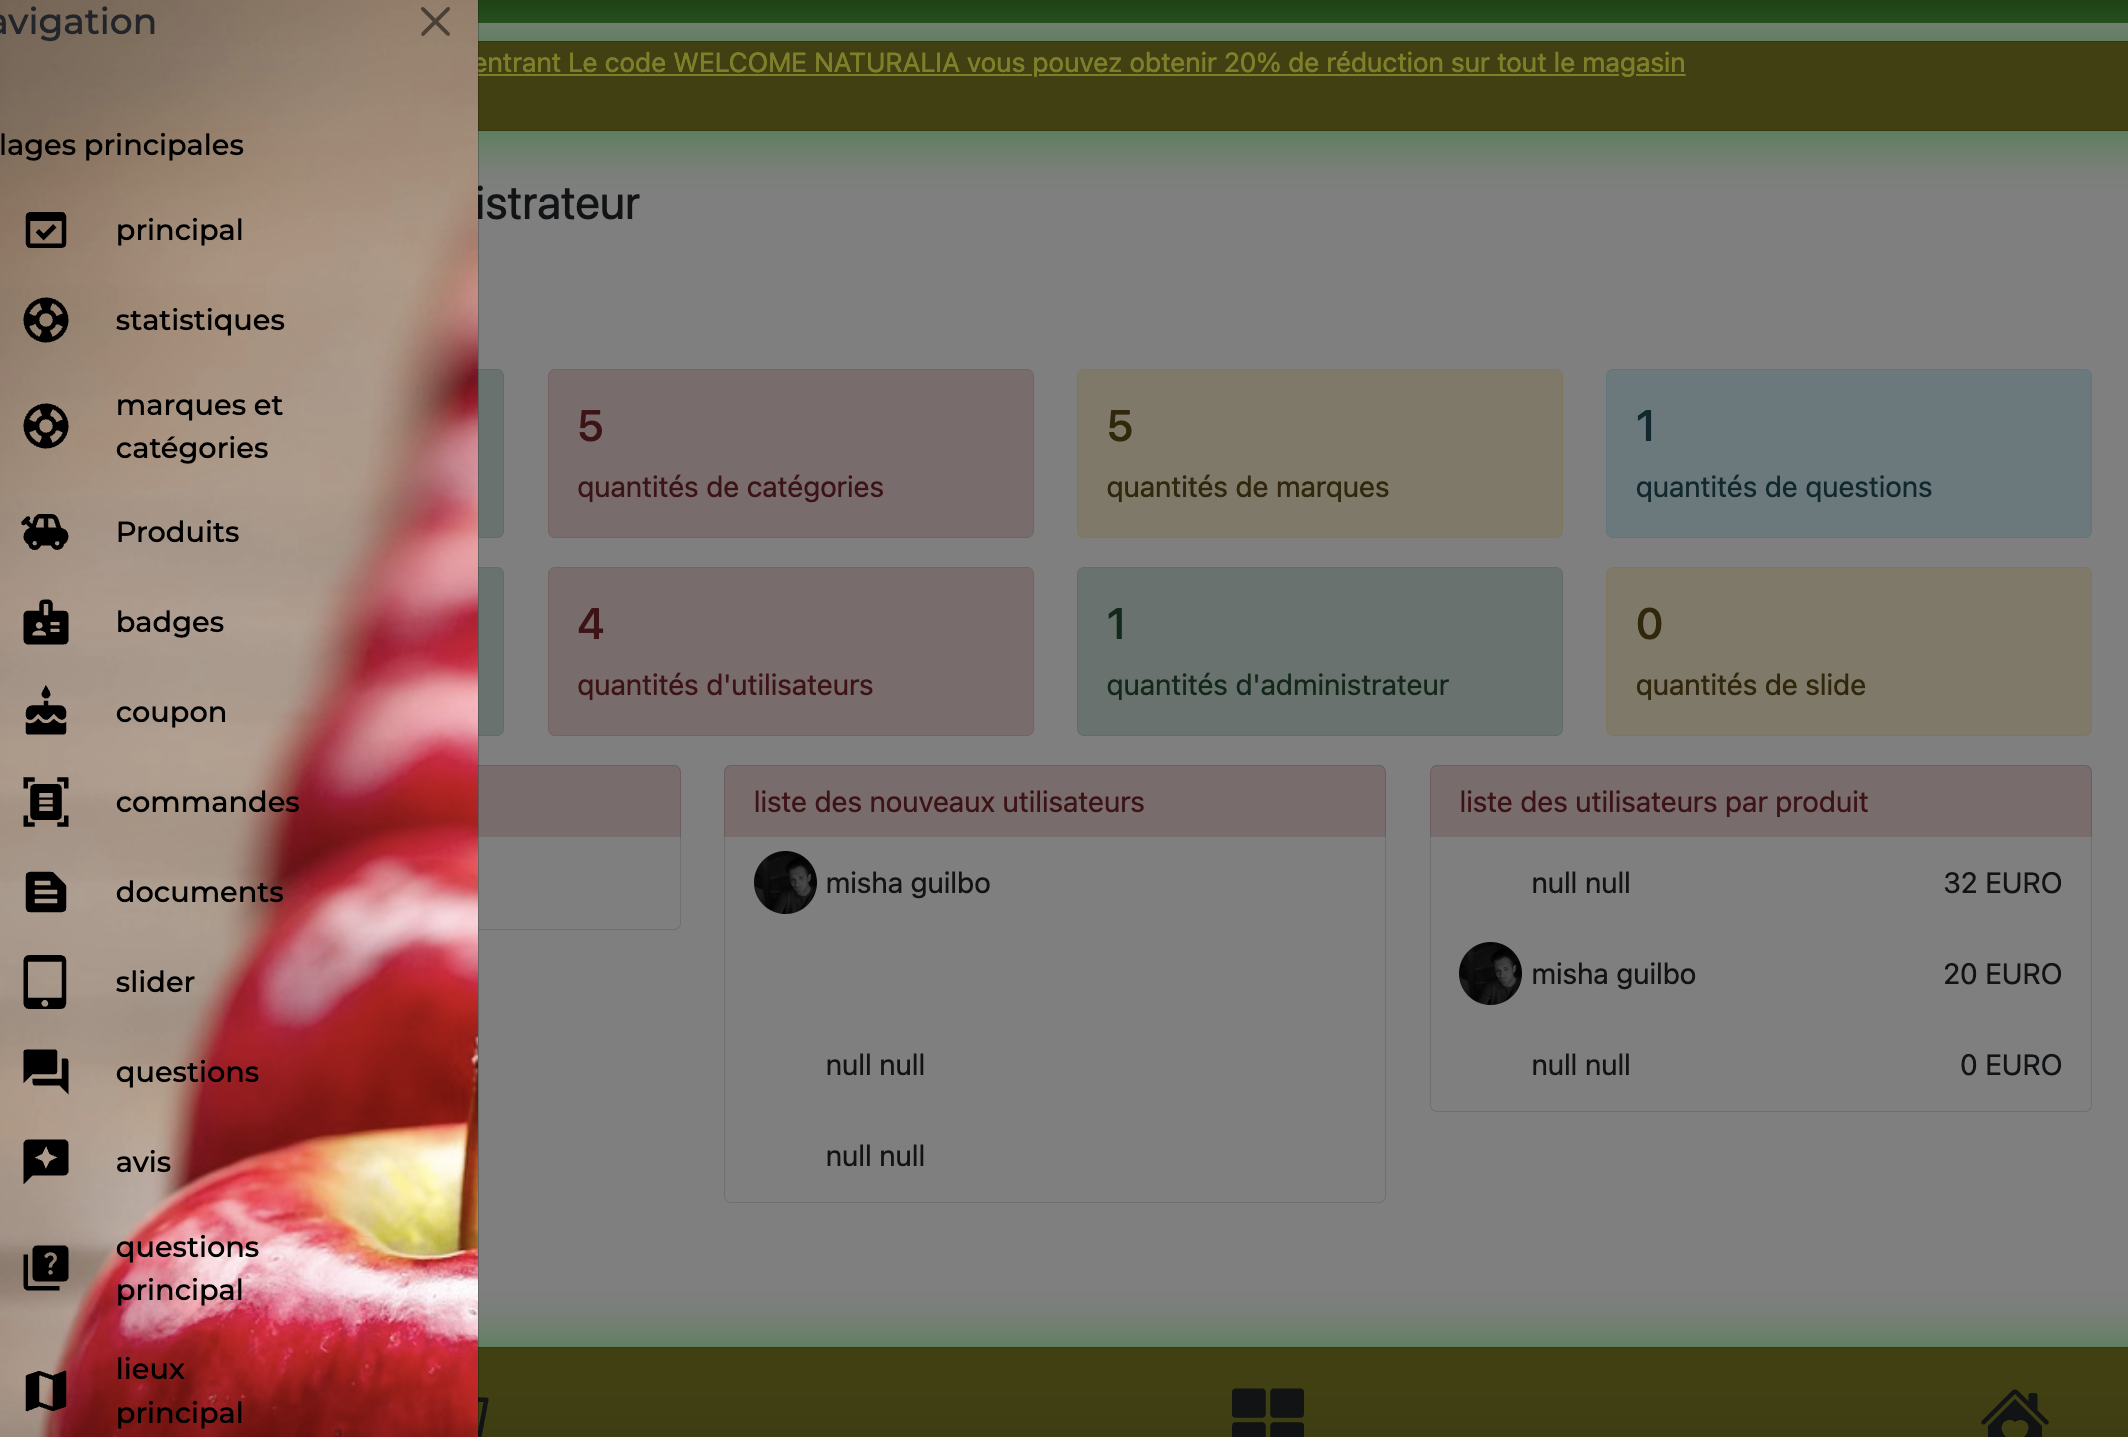 avigation
lages principales
principal
statistiques
marques et
catégories
Produits
badges
coupon
commandes
documents
slider
questions
avis
questions
principal
lieux
principal
entrant Le code WELCOME NATURALIA vous pouvez obtenir 20% de réduction sur tout le magasin
istrateur
5
quantités de catégories
5
quantités de marques
1
quantités de questions
4
quantités d'utilisateurs
1
quantités d'administrateur
0
quantités de slide
liste des nouveaux utilisateurs
misha guilbo
null null
null null
liste des utilisateurs par produit
null null 32 EURO
misha guilbo 20 EURO
null null 0 EURO